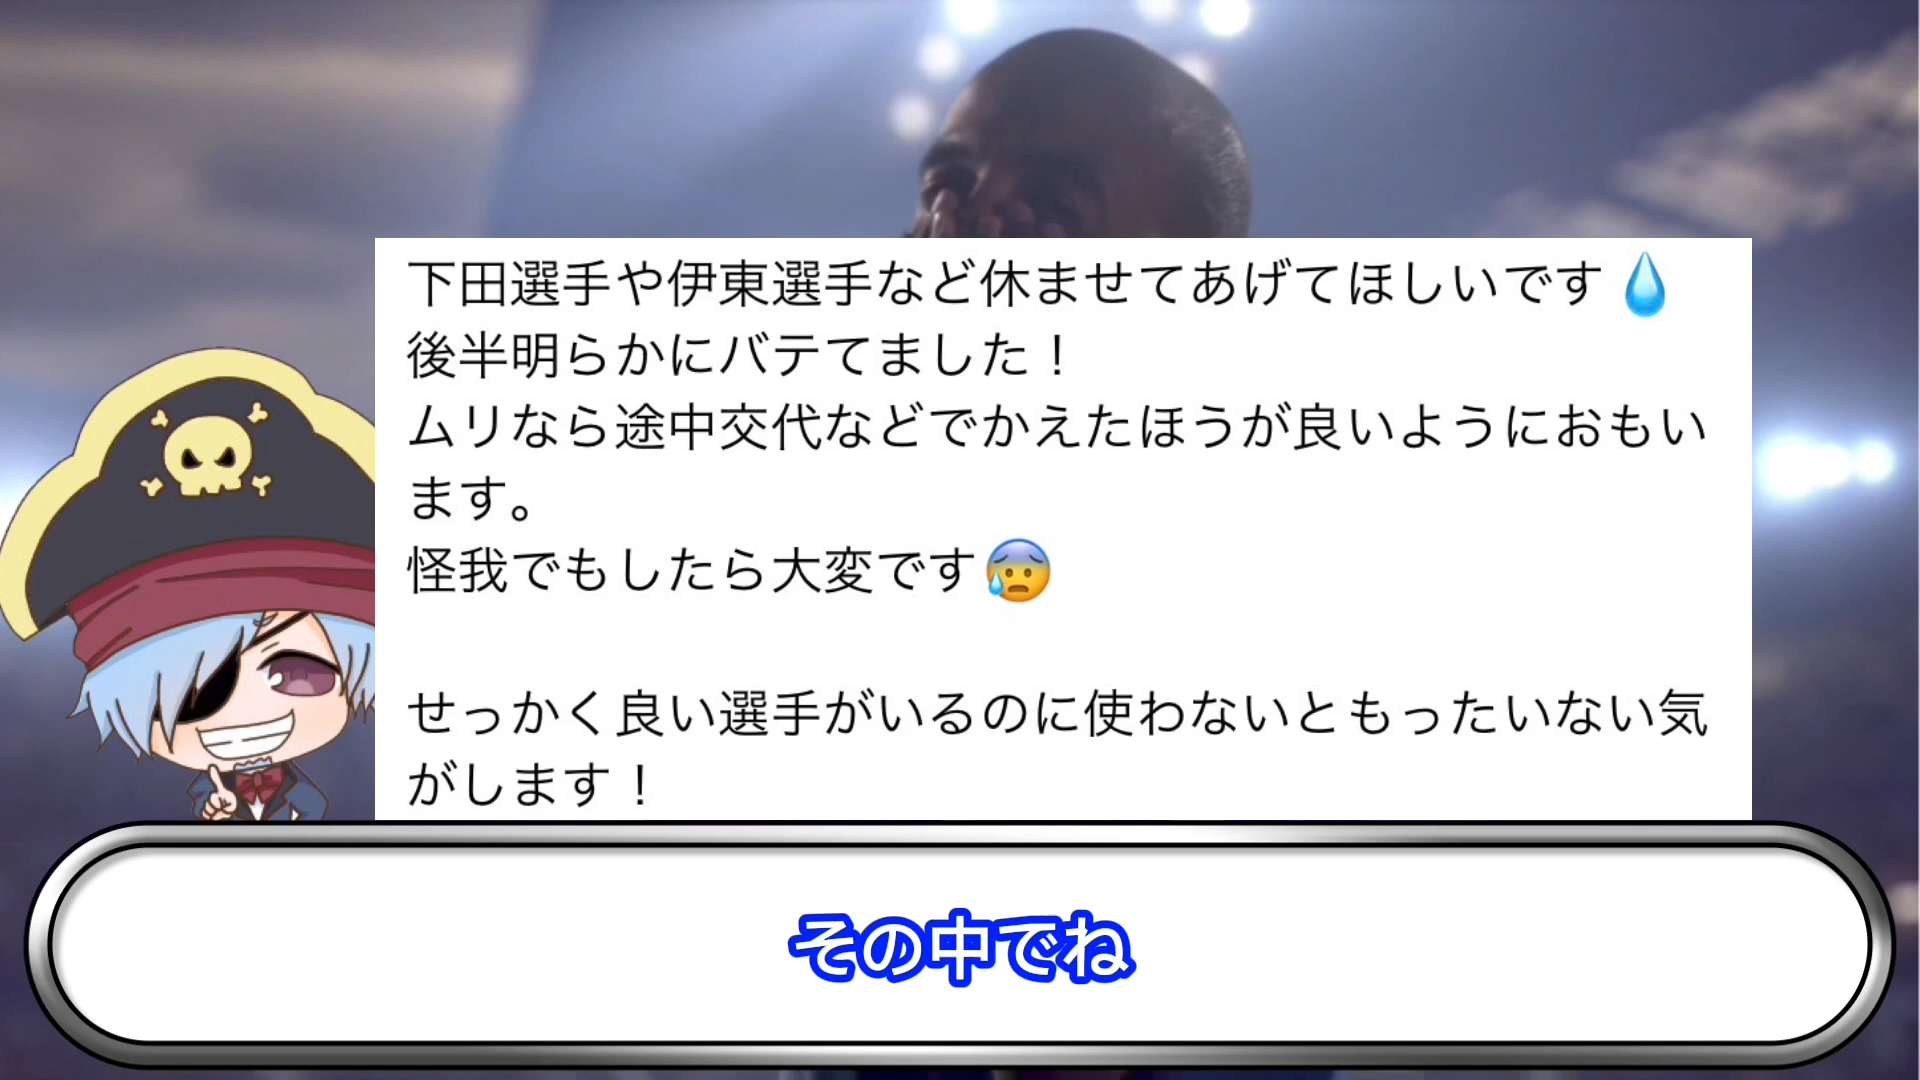 下田選手や伊東選手など休ませてあげてほしいです💧
後半明らかにバテてました！
ムリなら途中交代などでかえたほうが良いようにおもい
ます。
怪我でもしたら大変です😰
せっかく良い選手がいるのに使わないともったいない気
がします！
その中でね